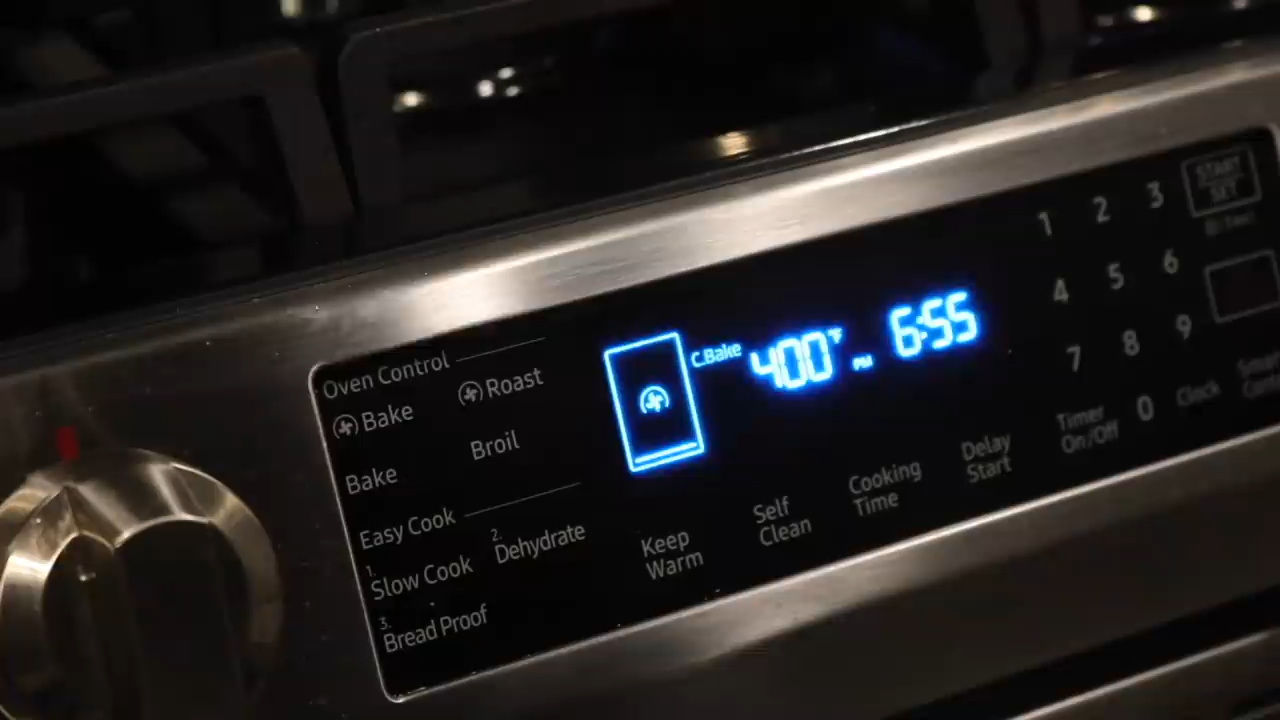 Oven Control
Bake
Roast
Bake
Broil
Easy Cook
1.
Slow Cook
2.
Dehydrate
3.
Bread Proof
C.Bake
400°F
PM
6:55
Keep
Warm
Self
Clean
Cooking
Time
Delay
Start
Timer
On/Off
1 2 3
4 5 6
7 8 9
0
Clock
START
SET